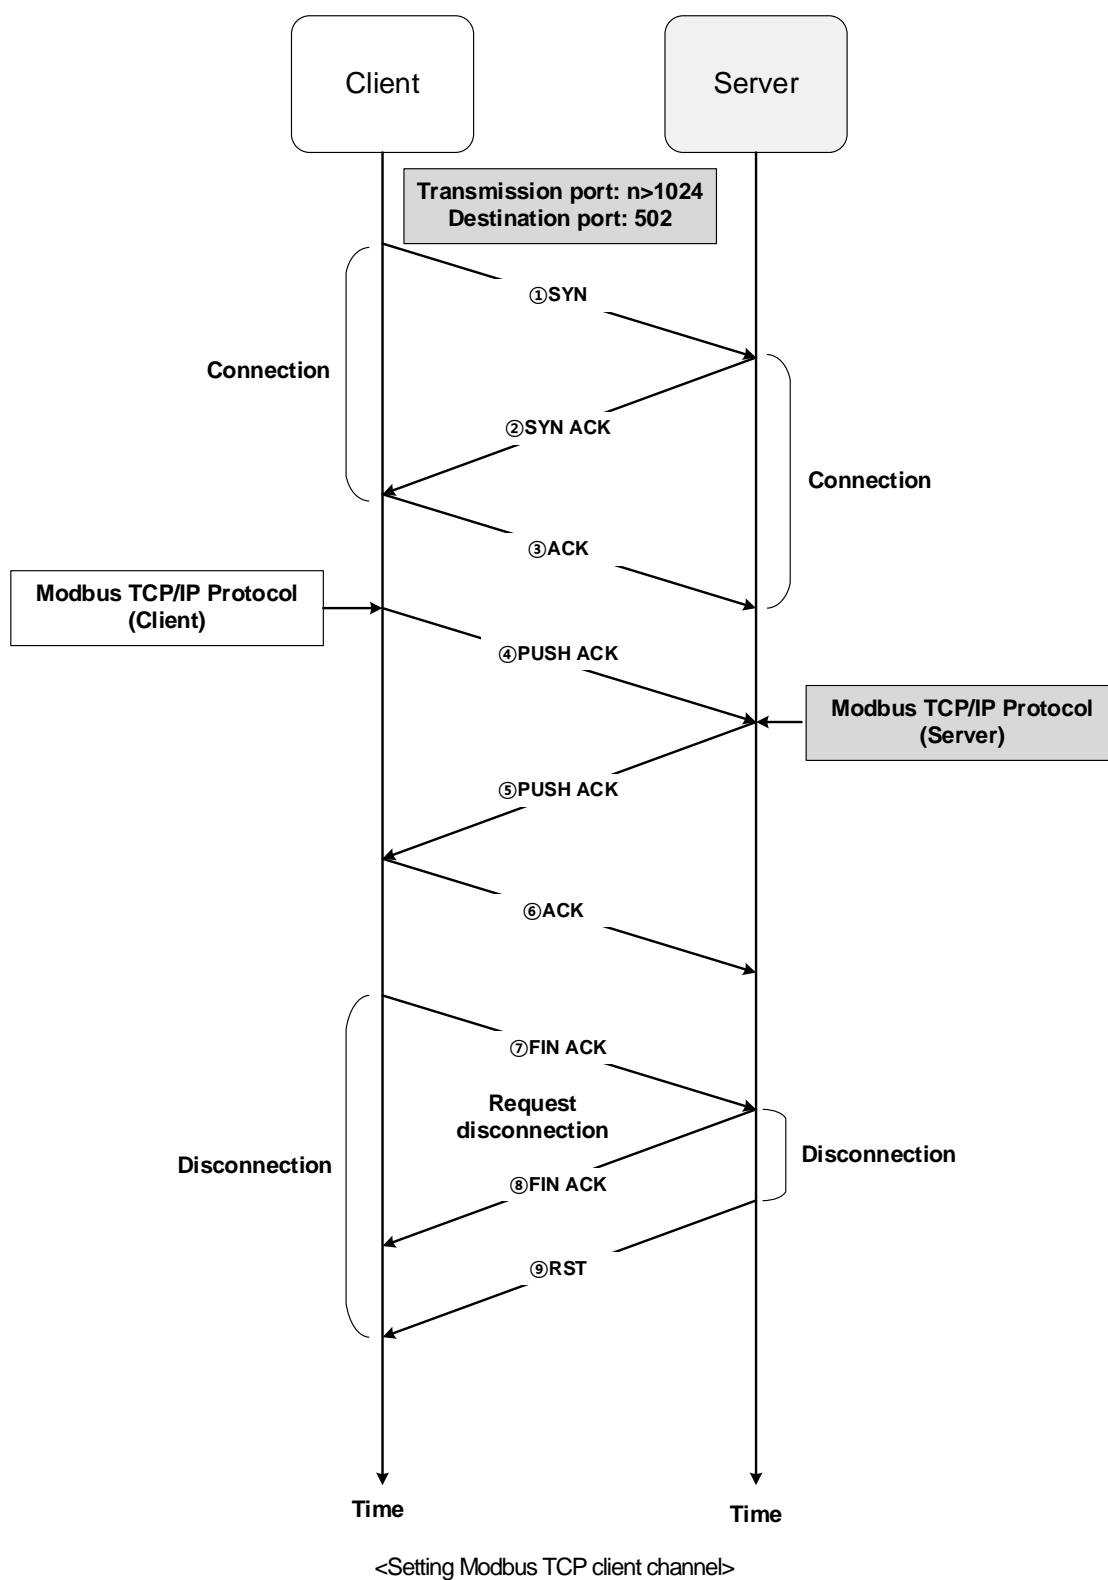 Client
Server
Transmission port: n>1024
Destination port: 502
①SYN
Connection
②SYN ACK
Connection
③ACK
Modbus TCP/IP Protocol
(Client)
④PUSH ACK
Modbus TCP/IP Protocol
(Server)
⑤PUSH ACK
⑥ACK
⑦FIN ACK
Request
disconnection
Disconnection
Disconnection
⑧FIN ACK
⑨RST
Time
Time
<Setting Modbus TCP client channel>